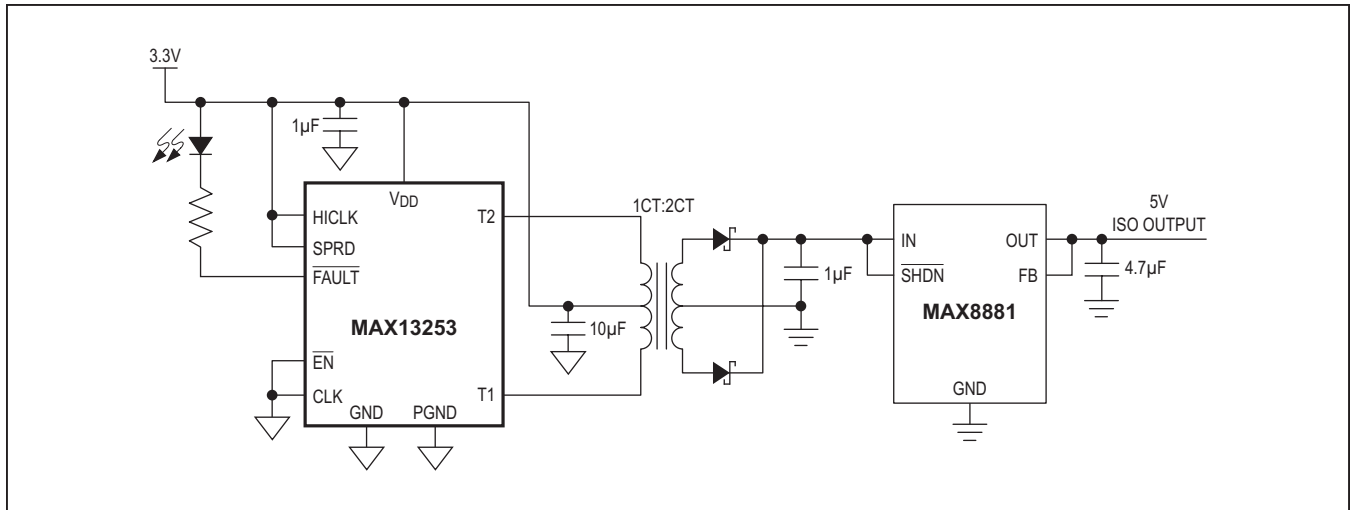 3.3V
1µF
VDD
HICLK
SPRD
FAULT
EN
CLK
GND
PGND
T2
T1
MAX13253
1CT:2CT
10µF
1µF
IN
SHDN
OUT
FB
MAX8881
GND
5V
ISO OUTPUT
4.7µF